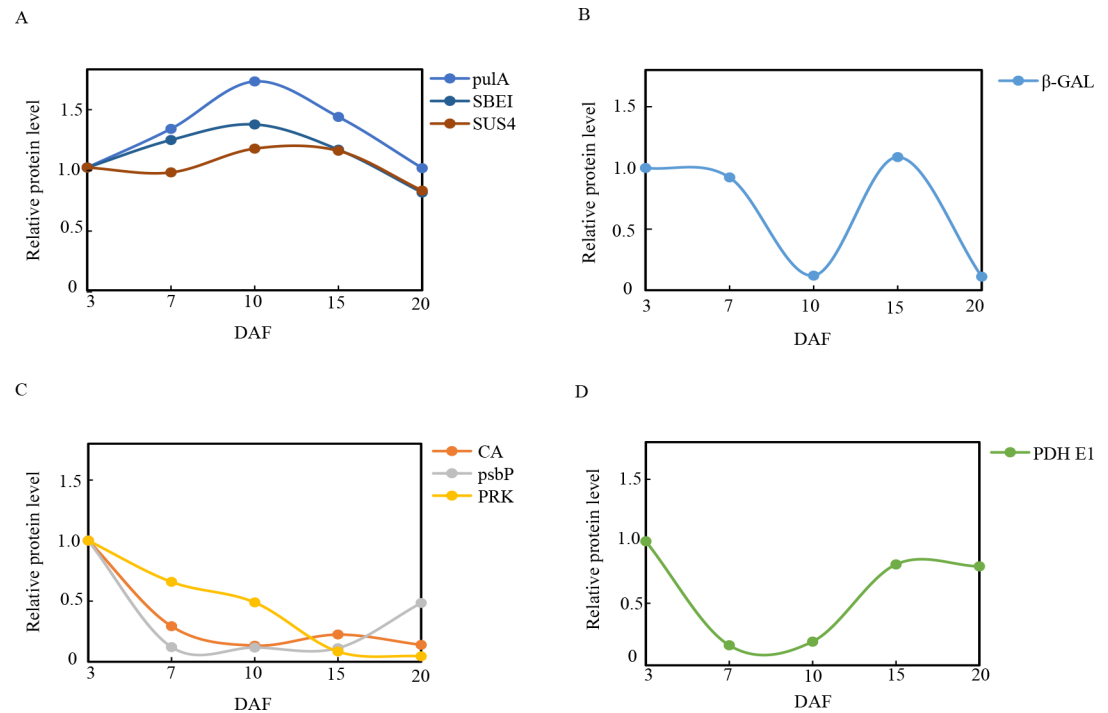 A
Relative protein level
1.5
1.0
0.5
0
3 7 10 15 20
DAF
pulA
SBEI
SUS4
B
Relative protein level
1.5
1.0
0.5
0
3 7 10 15 20
DAF
β-GAL
C
Relative protein level
1.5
1.0
0.5
0
3 7 10 15 20
DAF
CA
psbP
PRK
D
Relative protein level
1.5
1.0
0.5
0
3 7 10 15 20
DAF
PDH E1